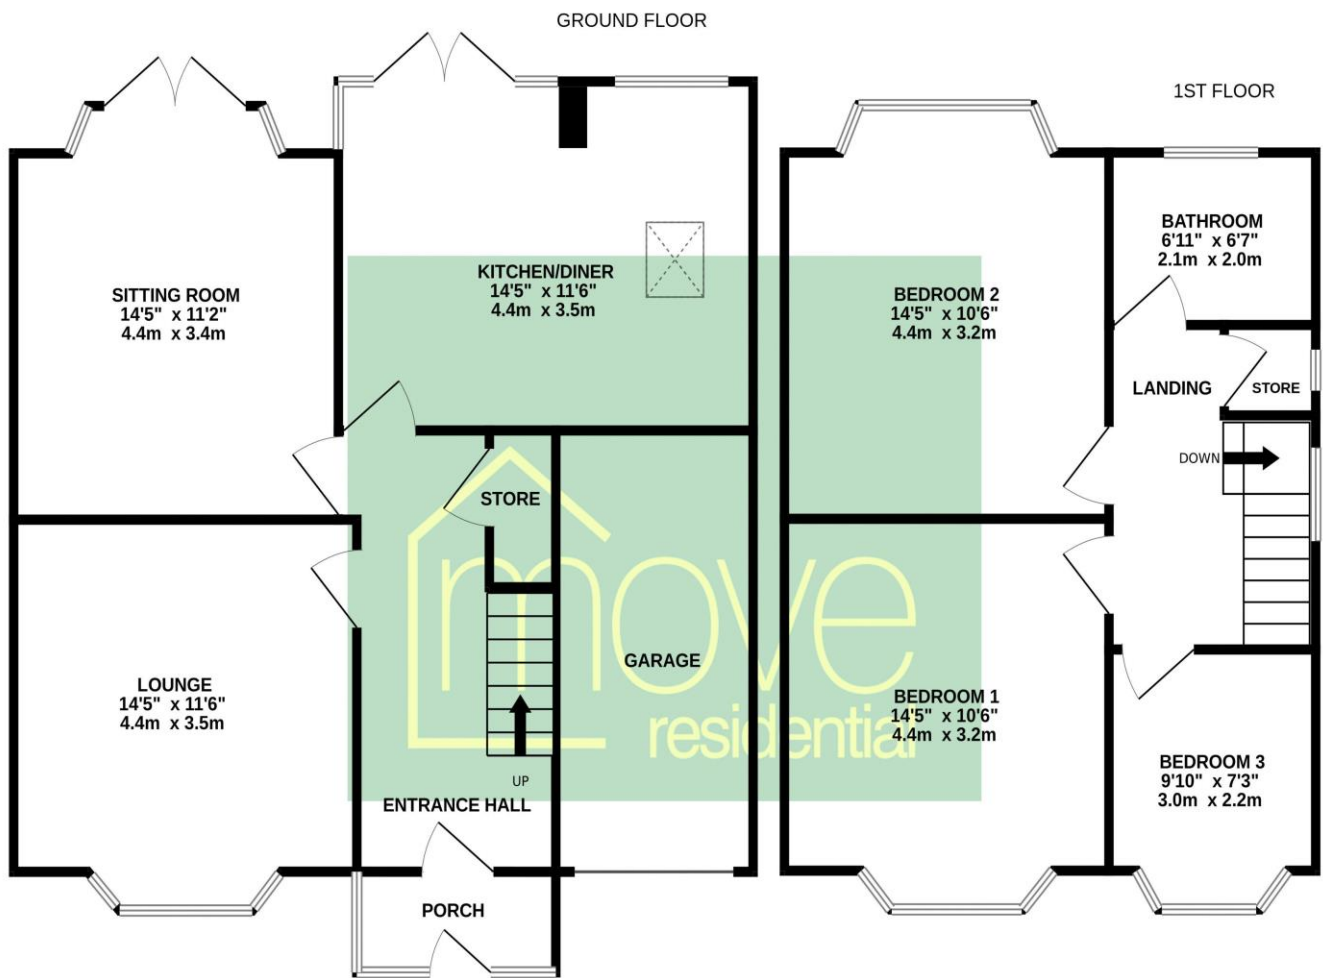 GROUND FLOOR
1ST FLOOR
SITTING ROOM
14'5" x 11'2"
4.4m x 3.4m
KITCHEN/DINER
14'5" x 11'6"
4.4m x 3.5m
STORE
LOUNGE
14'5" x 11'6"
4.4m x 3.5m
GARAGE
UP
ENTRANCE HALL
PORCH
BEDROOM 2
14'5" x 10'6"
4.4m x 3.2m
BATHROOM
6'11" x 6'7"
2.1m x 2.0m
LANDING
STORE
DOWN
BEDROOM 1
14'5" x 10'6"
4.4m x 3.2m
BEDROOM 3
9'10" x 7'3"
3.0m x 2.2m
move
residential